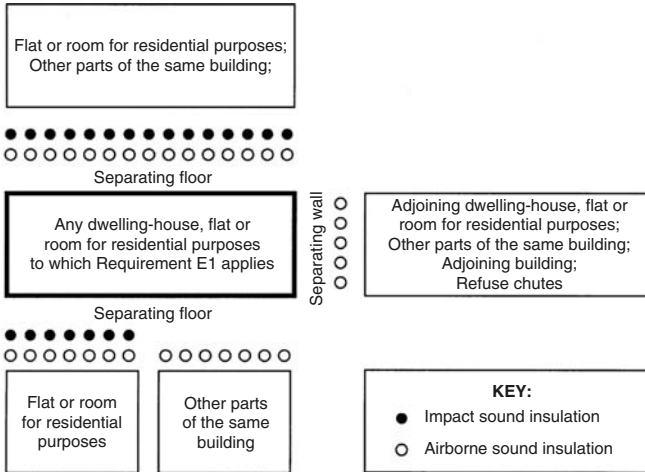 Flat or room for residential purposes;
Other parts of the same building;
Separating floor
Any dwelling-house, flat or
room for residential purposes
to which Requirement E1 applies
Separating wall
Adjoining dwelling-house, flat or
room for residential purposes;
Other parts of the same building;
Adjoining building;
Refuse chutes
Separating floor
Flat or room
for residential
purposes
Other parts
of the same
building
KEY:
Impact sound insulation
Airborne sound insulation